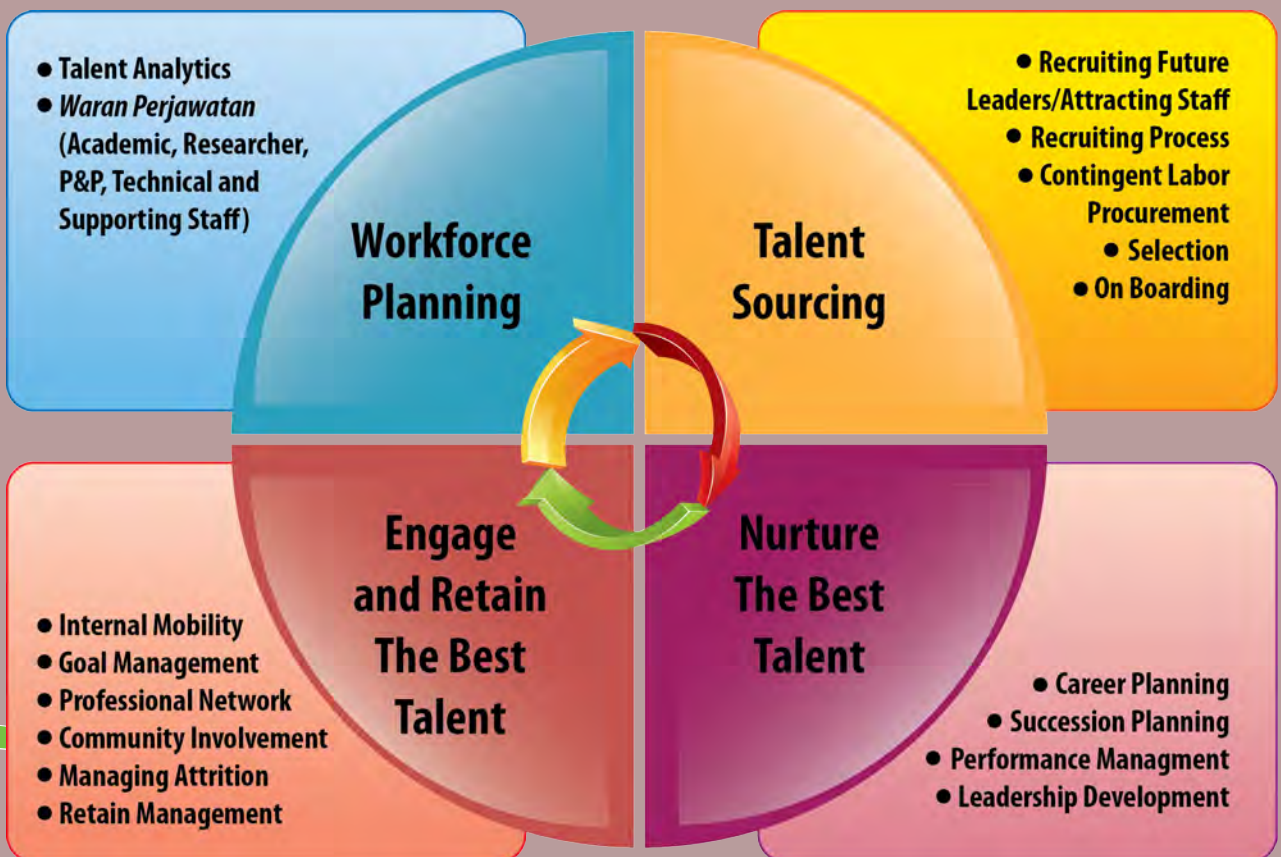 ● Talent Analytics
● Waran Perjawatan
(Academic, Researcher,
P&P, Technical and
Supporting Staff)
Workforce
Planning
Talent
Sourcing
● Recruiting Future
Leaders/Attracting Staff
● Recruiting Process
● Contingent Labor
Procurement
● Selection
● On Boarding
Engage
and Retain
The Best
Talent
● Internal Mobility
● Goal Management
● Professional Network
● Community Involvement
● Managing Attrition
● Retain Management
Nurture
The Best
Talent
● Career Planning
● Succession Planning
● Performance Managment
● Leadership Development